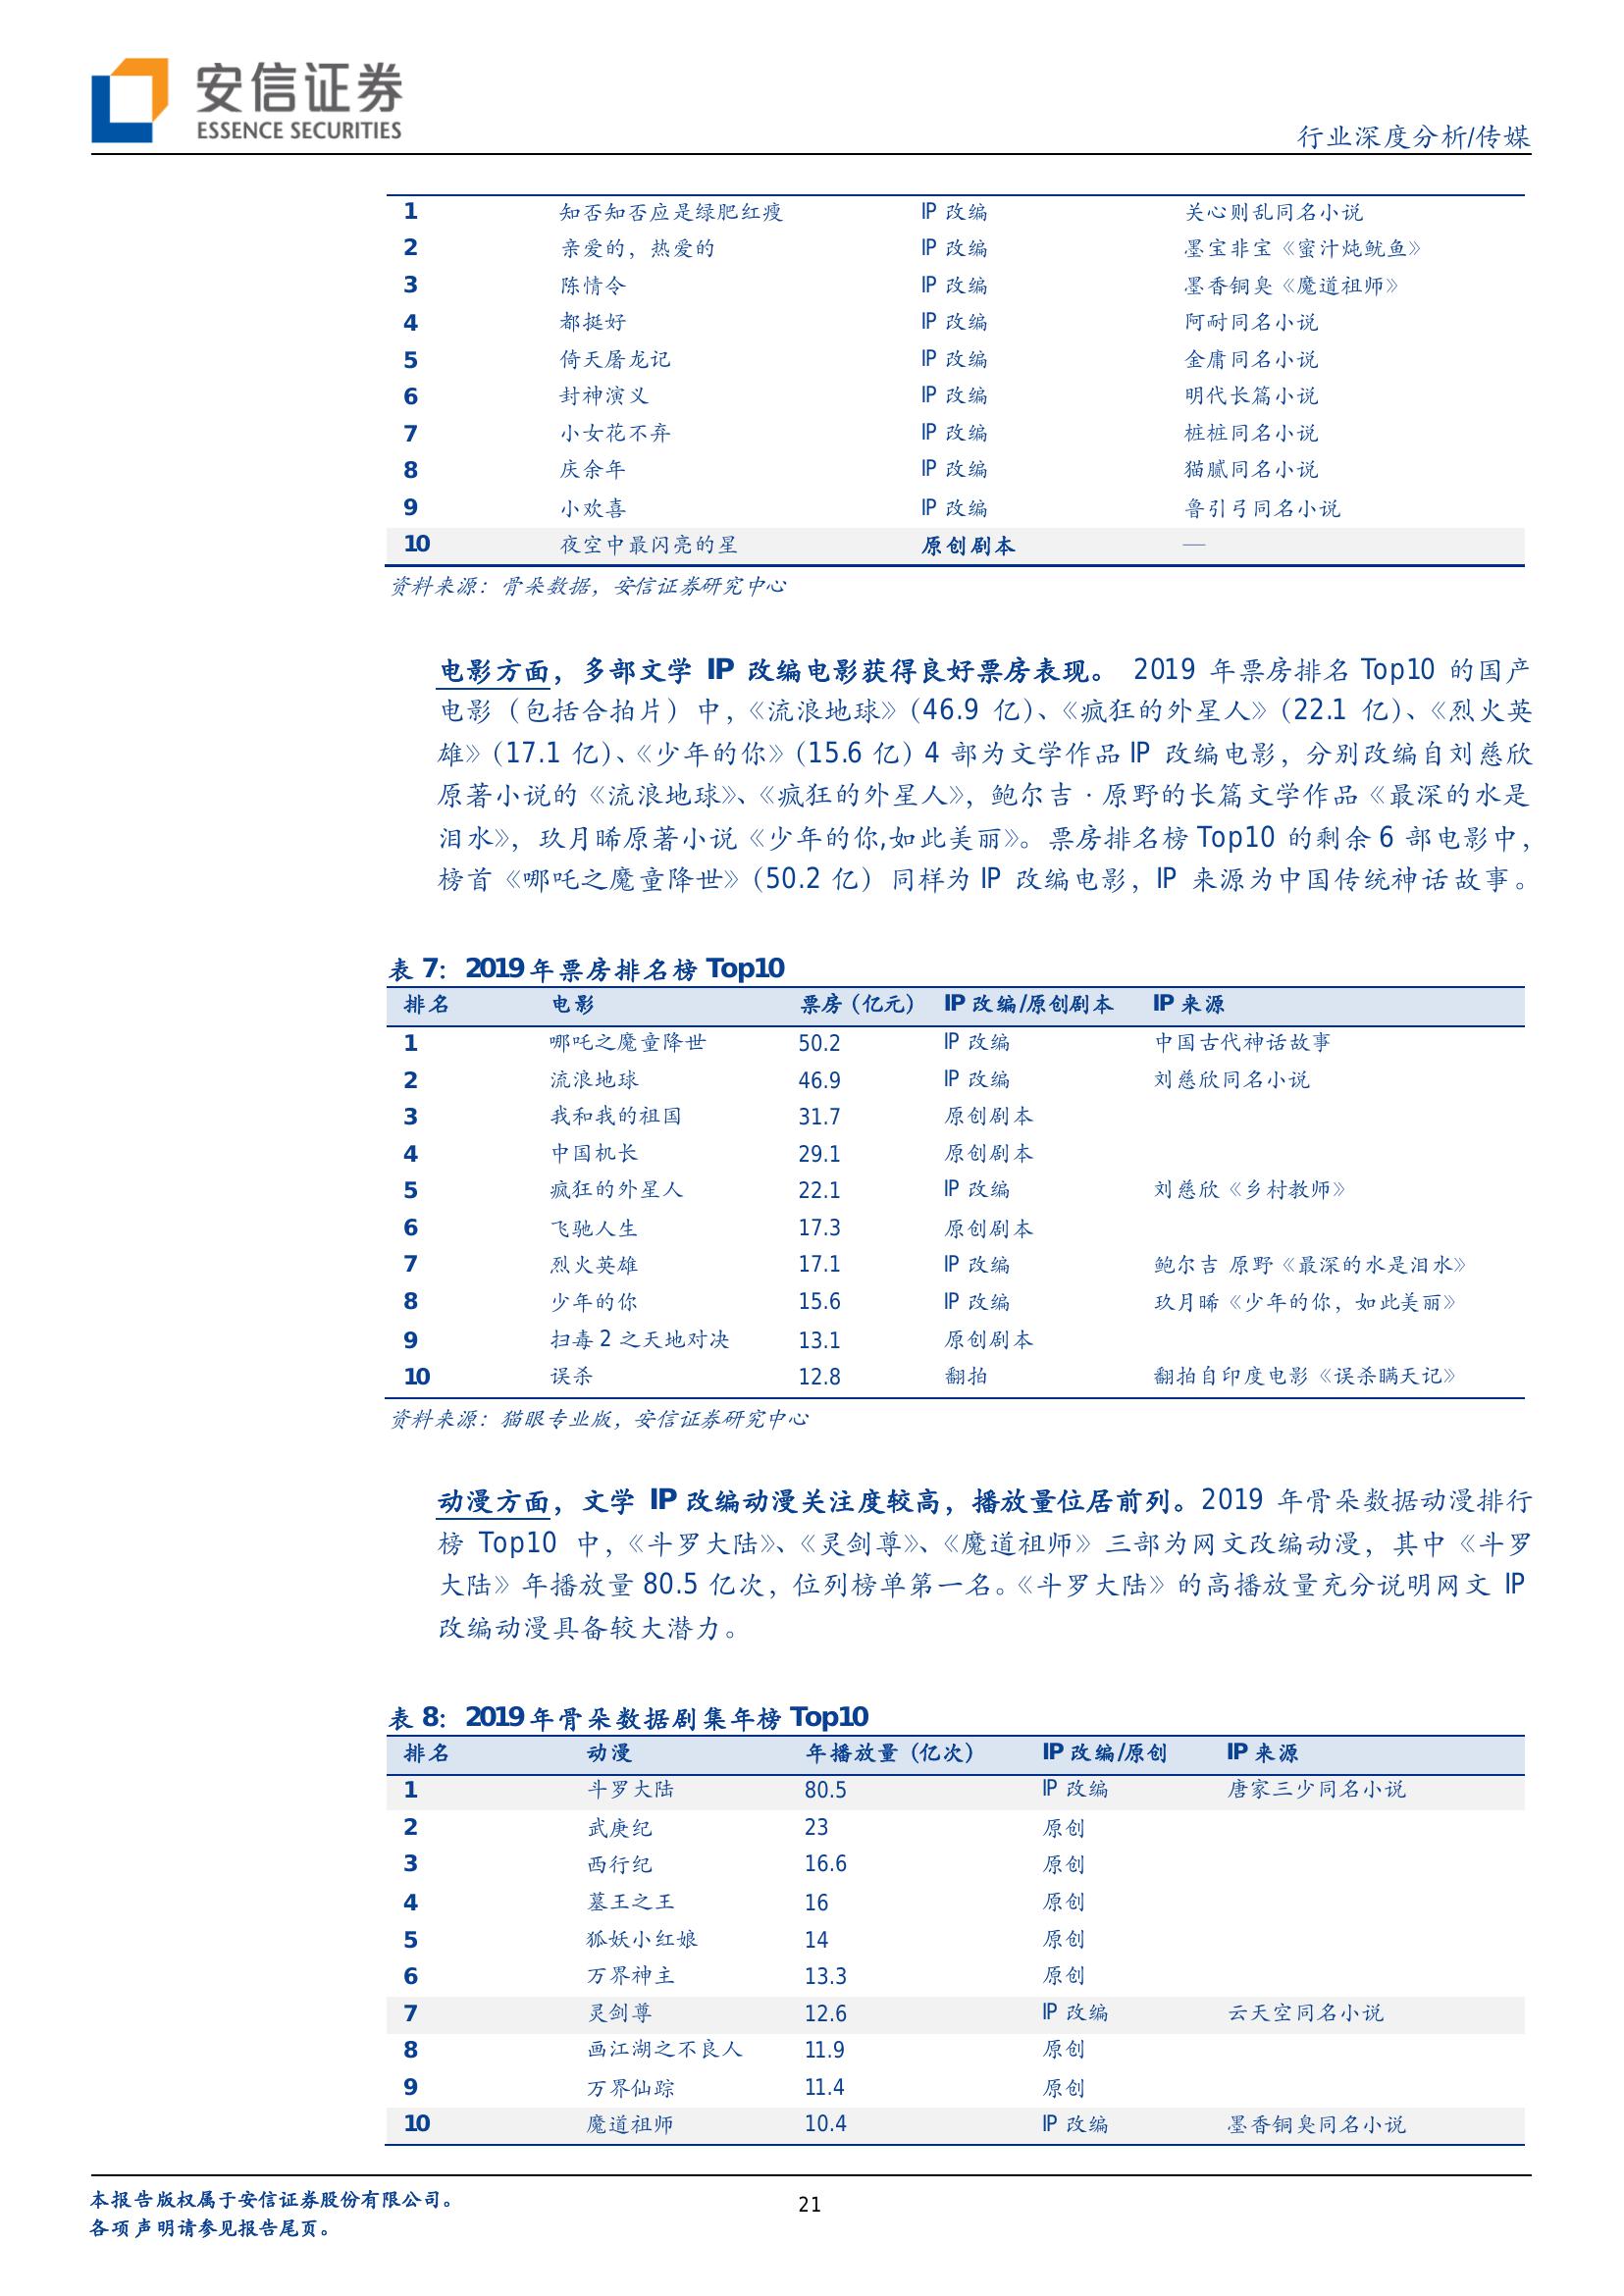 安信证券
ESSENCE SECURITIES
行业深度分析/传媒
1 知否知否应是绿肥红瘦 IP 改编 关心则乱同名小说
2 亲爱的，热爱的 IP 改编 墨宝非宝《蜜汁炖鱿鱼》
3 陈情令 IP 改编 墨香铜臭《魔道祖师》
4 都挺好 IP 改编 阿耐同名小说
5 倚天屠龙记 IP 改编 金庸同名小说
6 封神演义 IP 改编 明代长篇小说
7 小女花不弃 IP 改编 桩桩同名小说
8 庆余年 IP 改编 猫腻同名小说
9 小欢喜 IP 改编 鲁引弓同名小说
10 夜空中最闪亮的星 原创剧本 —
资料来源：骨朵数据，安信证券研究中心
电影方面，多部文学 IP 改编电影获得良好票房表现。 2019 年票房排名 Top10 的国产
电影（包括合拍片）中，《流浪地球》（46.9 亿）、《疯狂的外星人》（22.1 亿）、《烈火英
雄》（17.1 亿）、《少年的你》（15.6 亿）4 部为文学作品 IP 改编电影，分别改编自刘慈欣
原著小说的《流浪地球》、《疯狂的外星人》，鲍尔吉·原野的长篇文学作品《最深的水是
泪水》，玖月晞原著小说《少年的你,如此美丽》。票房排名榜 Top10 的剩余 6 部电影中，
榜首《哪吒之魔童降世》（50.2 亿）同样为 IP 改编电影，IP 来源为中国传统神话故事。
表 7：2019 年票房排名榜 Top10
排名 电影 票房（亿元） IP 改编/原创剧本 IP 来源
1 哪吒之魔童降世 50.2 IP 改编 中国古代神话故事
2 流浪地球 46.9 IP 改编 刘慈欣同名小说
3 我和我的祖国 31.7 原创剧本
4 中国机长 29.1 原创剧本
5 疯狂的外星人 22.1 IP 改编 刘慈欣《乡村教师》
6 飞驰人生 17.3 原创剧本
7 烈火英雄 17.1 IP 改编 鲍尔吉 原野《最深的水是泪水》
8 少年的你 15.6 IP 改编 玖月晞《少年的你，如此美丽》
9 扫毒 2 之天地对决 13.1 原创剧本
10 误杀 12.8 翻拍 翻拍自印度电影《误杀瞒天记》
资料来源：猫眼专业版，安信证券研究中心
动漫方面，文学 IP 改编动漫关注度较高，播放量位居前列。2019 年骨朵数据动漫排行
榜 Top10 中，《斗罗大陆》、《灵剑尊》、《魔道祖师》三部为网文改编动漫，其中《斗罗
大陆》年播放量 80.5 亿次，位列榜单第一名。《斗罗大陆》的高播放量充分说明网文 IP
改编动漫具备较大潜力。
表 8：2019 年骨朵数据剧集年榜 Top10
排名 动漫 年播放量（亿次） IP 改编/原创 IP 来源
1 斗罗大陆 80.5 IP 改编 唐家三少同名小说
2 武庚纪 23 原创
3 西行纪 16.6 原创
4 墓王之王 16 原创
5 狐妖小红娘 14 原创
6 万界神主 13.3 原创
7 灵剑尊 12.6 IP 改编 云天空同名小说
8 画江湖之不良人 11.9 原创
9 万界仙踪 11.4 原创
10 魔道祖师 10.4 IP 改编 墨香铜臭同名小说
本报告版权属于安信证券股份有限公司。
各项声明请参见报告尾页。
21